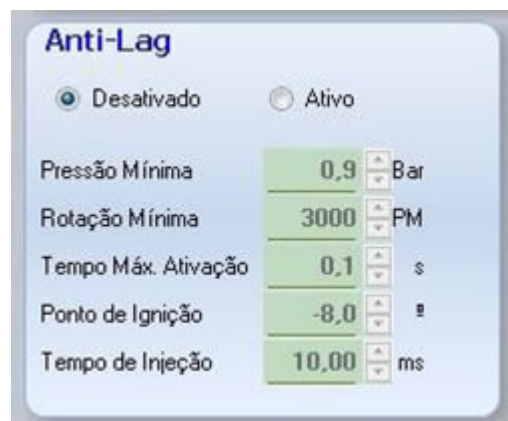 Anti-Lag
Desativado Ativo
Pressão Mínima 0,9 Bar
Rotação Mínima 3000 PM
Tempo Máx. Ativação 0,1 s
Ponto de Ignição -8,0 º
Tempo de Injeção 10,00 ms